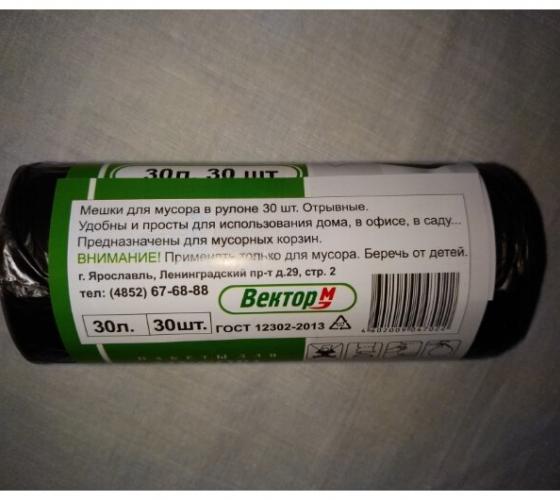 30л. 30 шт
Мешки для мусора в рулоне 30 шт. Отрывные.
Удобны и просты для использования дома, в офисе, в саду...
Предназначены для мусорных корзин.
ВНИМАНИЕ! Применять только для мусора. Беречь от детей.
г. Ярославль, Ленинградский пр-т д.29, стр. 2
тел: (4852) 67-68-88
Вектор М
30л. 30шт. ГОСТ 12302-2013
ПАКЕТЫ ДЛЯ